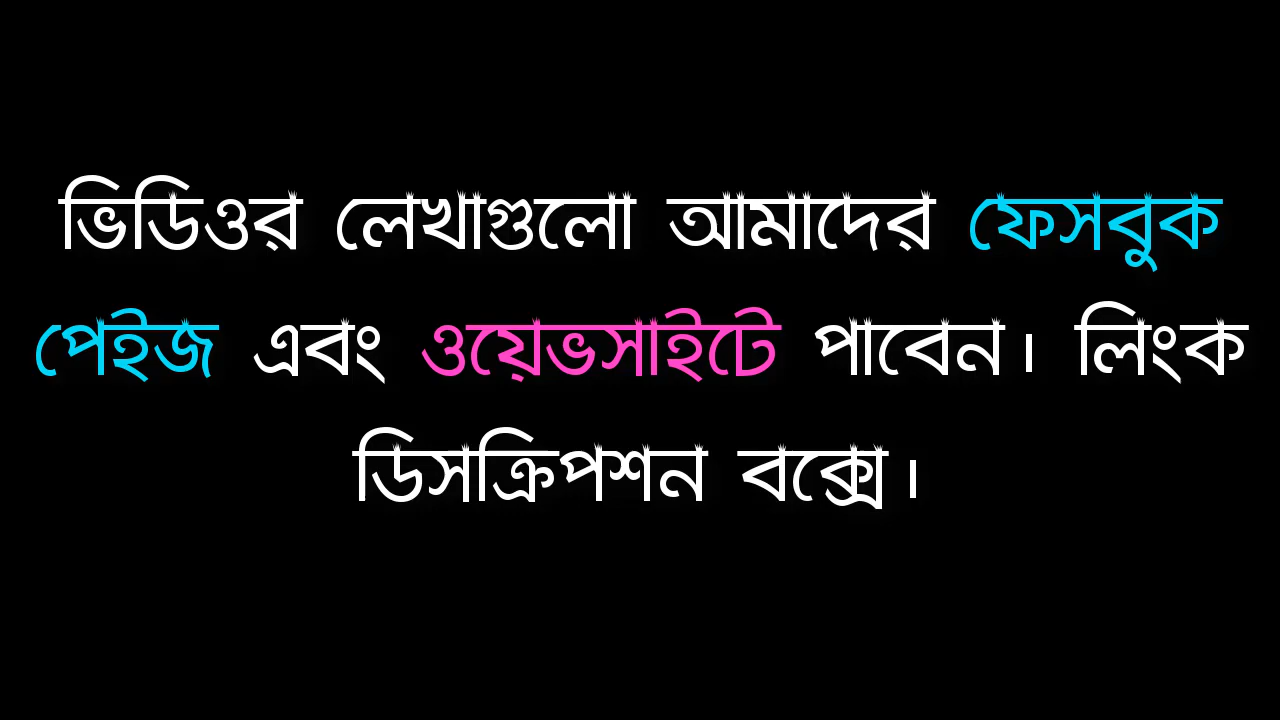 ভিডিওর লেখাগুলো আমাদের ফেসবুক
পেইজ এবং ওয়েভসাইটে পাবেন। লিংক
ডিসক্রিপশন বক্সে।